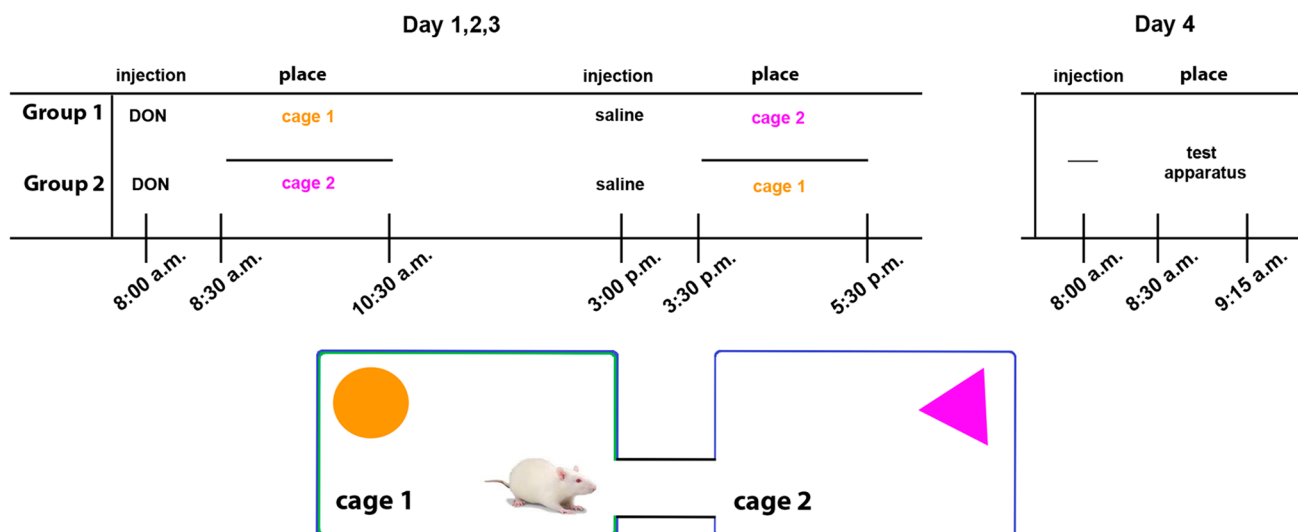 Day 1,2,3
Day 4
injection place injection place
injection place
Group 1 DON cage 1 saline cage 2
Group 2 DON cage 2 saline cage 1
test
apparatus
8:00 a.m. 8:30 a.m. 10:30 a.m. 3:00 p.m. 3:30 p.m. 5:30 p.m.
8:00 a.m. 8:30 a.m. 9:15 a.m.
cage 1
cage 2